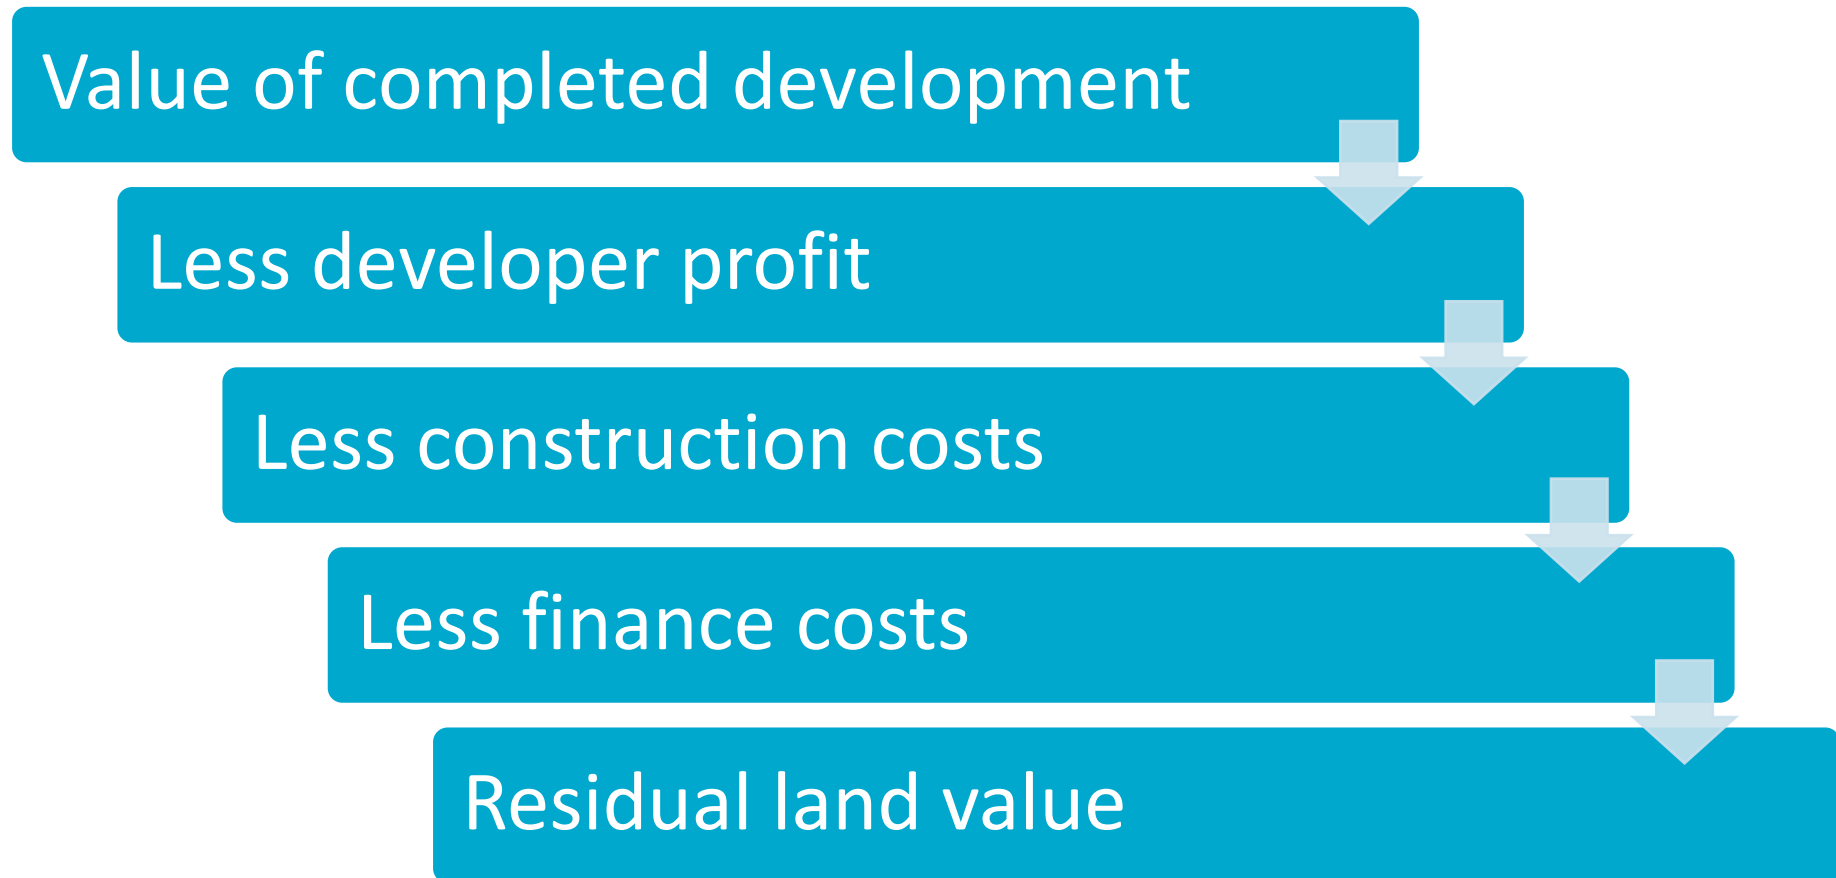 Value of completed development
Less developer profit
Less construction costs
Less finance costs
Residual land value